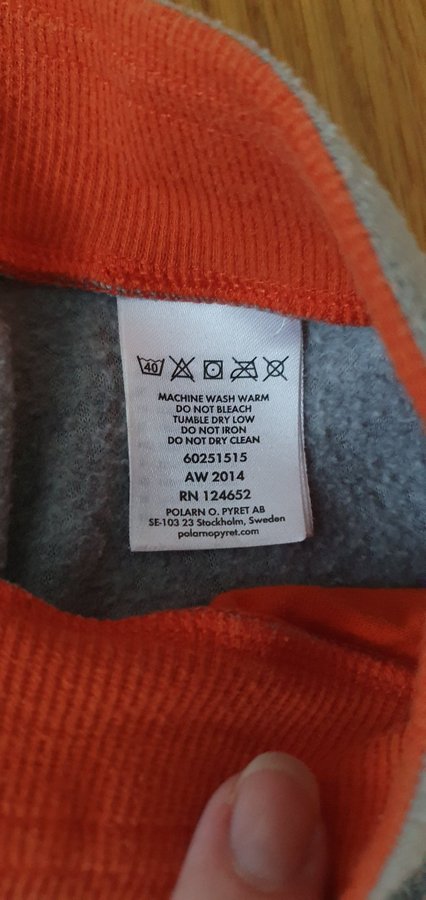 40
MACHINE WASH WARM
DO NOT BLEACH
TUMBLE DRY LOW
DO NOT IRON
DO NOT DRY CLEAN
60251515
AW 2014
RN 124652
POLARN O. PYRET AB
SE-103 23 Stockholm, Sweden
polarnopyret.com